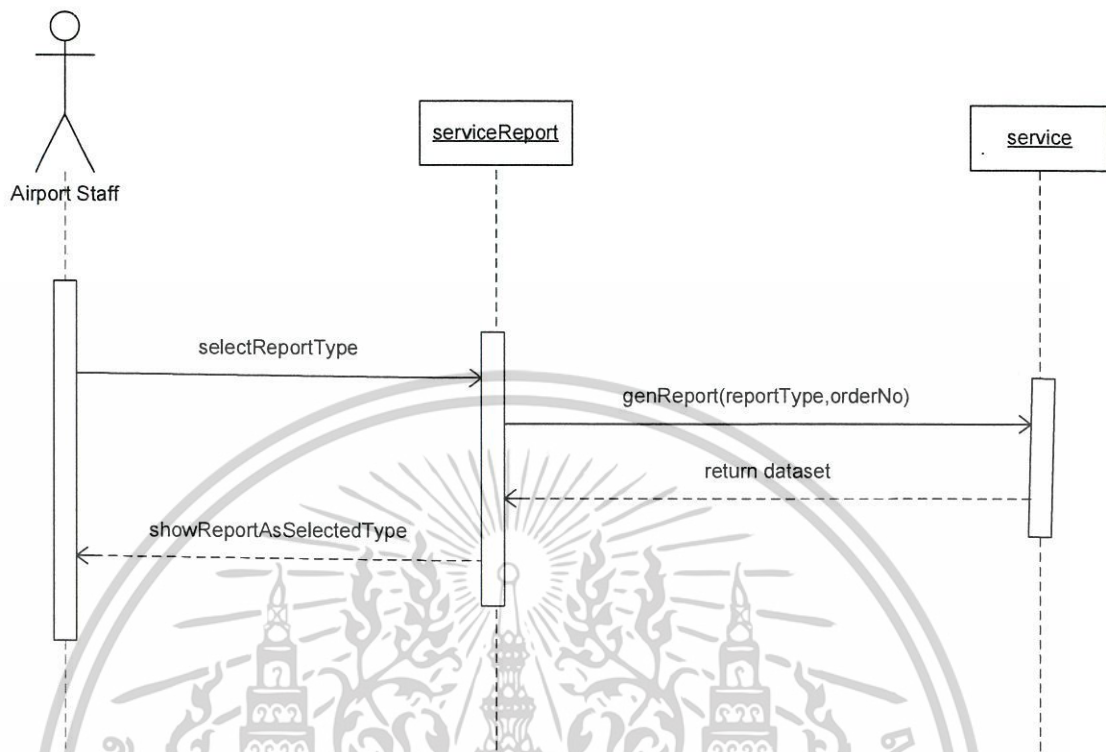 serviceReport
service
Airport Staff
selectReportType
genReport(reportType,orderNo)
return dataset
showReportAsSelectedType